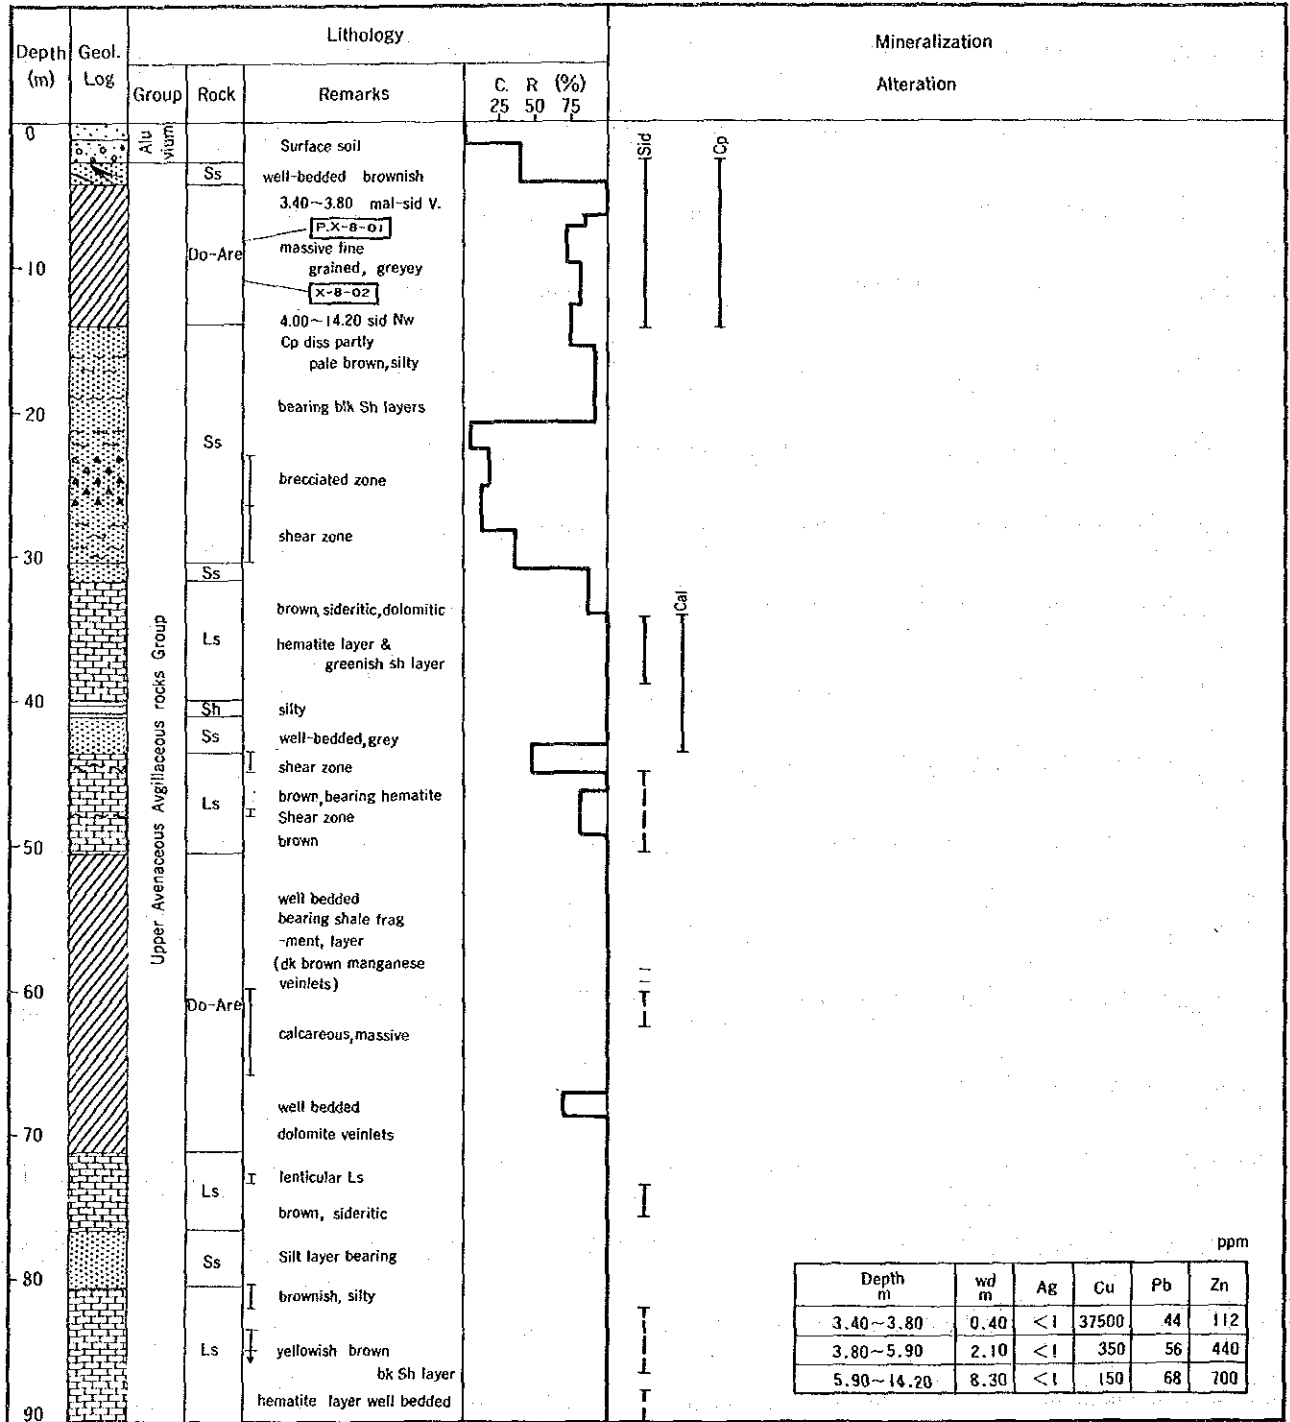 Depth (m)
Geol. Log
Lithology
Group
Rock
Remarks
C. R (%)
25 50 75
Mineralization
Alteration
0
Alu vium
Surface soil
Sid
Cp
Ss
well-bedded brownish
3.40~3.80 mal-sid V.
P.X-8-01
Do-Are
massive fine
grained, greyey
10
X-8-02
4.00~14.20 sid Nw
Cp diss partly
pale brown, silty
bearing blk Sh layers
20
Ss
brecciated zone
shear zone
30
Ss
Cal
brown, sideritic, dolomitic
Ls
hematite layer &
greenish sh layer
Upper Avenaceous Avgillaceous rocks Group
40
Sh
silty
Ss
well-bedded, grey
shear zone
Ls
brown, bearing hematite
Shear zone
brown
50
well bedded
bearing shale frag
-ment, layer
(dk brown manganese
veinlets)
60
Do-Are
calcareous, massive
well bedded
70
dolomite veinlets
lenticular Ls
Ls
brown, sideritic
Ss
Silt layer bearing
80
brownish, silty
Ls
yellowish brown
bk Sh layer
hematite layer well bedded
90
ppm
Depth m wd m Ag Cu Pb Zn
3.40~3.80 0.40 <1 37500 44 112
3.80~5.90 2.10 <1 350 56 440
5.90~14.20 8.30 <1 150 68 700